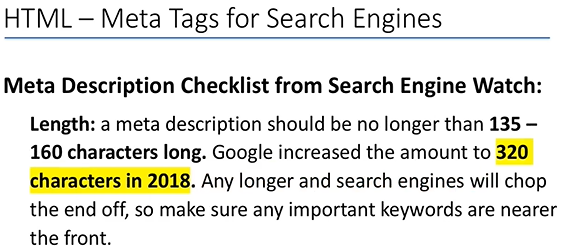 HTML – Meta Tags for Search Engines
Meta Description Checklist from Search Engine Watch:
Length: a meta description should be no longer than 135 –
160 characters long. Google increased the amount to 320
characters in 2018. Any longer and search engines will chop
the end off, so make sure any important keywords are nearer
the front.